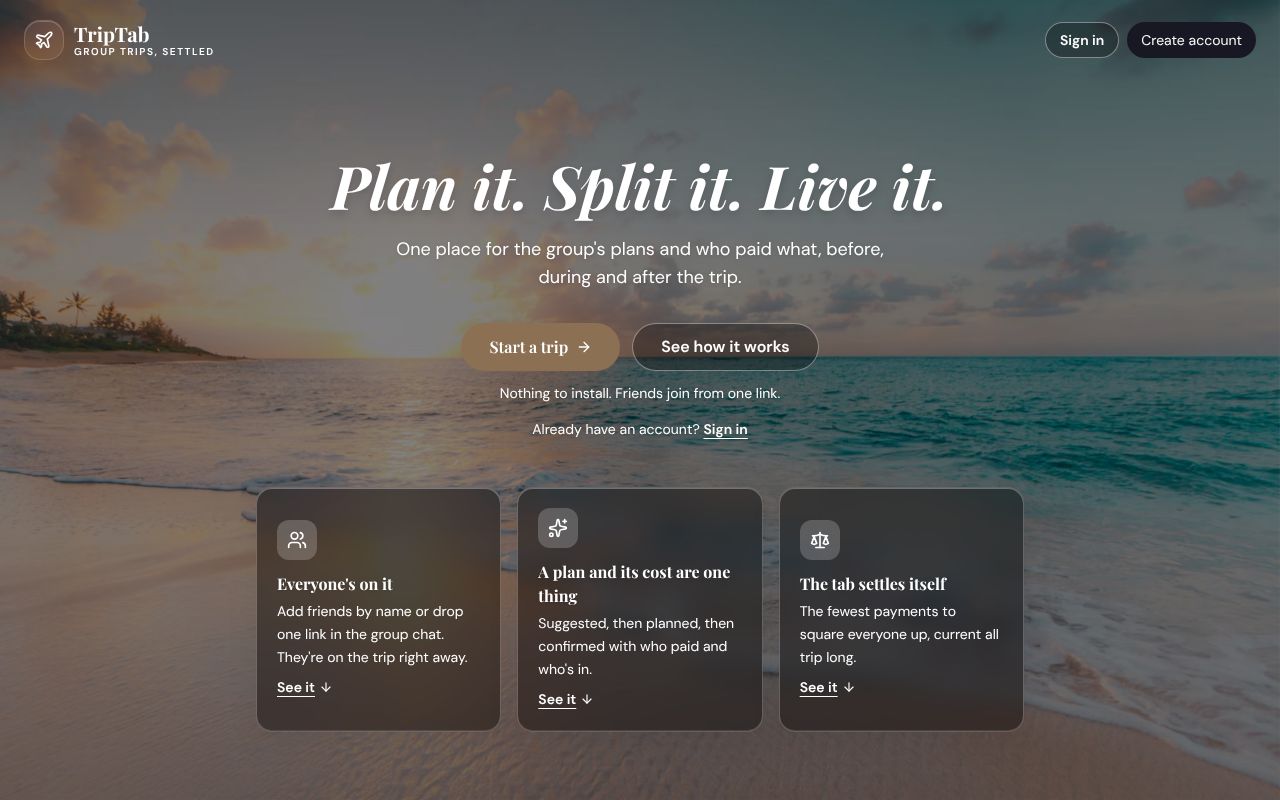 TripTab
GROUP TRIPS, SETTLED
Sign in
Create account
Plan it. Split it. Live it.
One place for the group's plans and who paid what, before,
during and after the trip.
Start a trip →
See how it works
Nothing to install. Friends join from one link.
Already have an account? Sign in
Everyone's on it
Add friends by name or drop
one link in the group chat.
They're on the trip right away.
See it ↓
A plan and its cost are one
thing
Suggested, then planned, then
confirmed with who paid and
who's in.
See it ↓
The tab settles itself
The fewest payments to
square everyone up, current all
trip long.
See it ↓